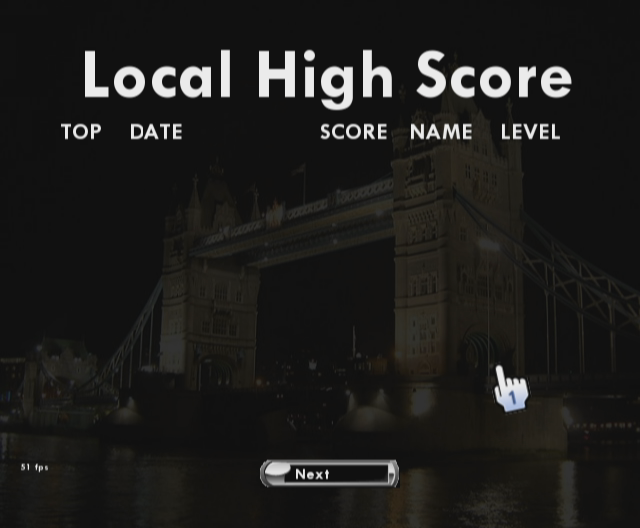 Local High Score
TOP DATE SCORE NAME LEVEL
1
51 fps
Next